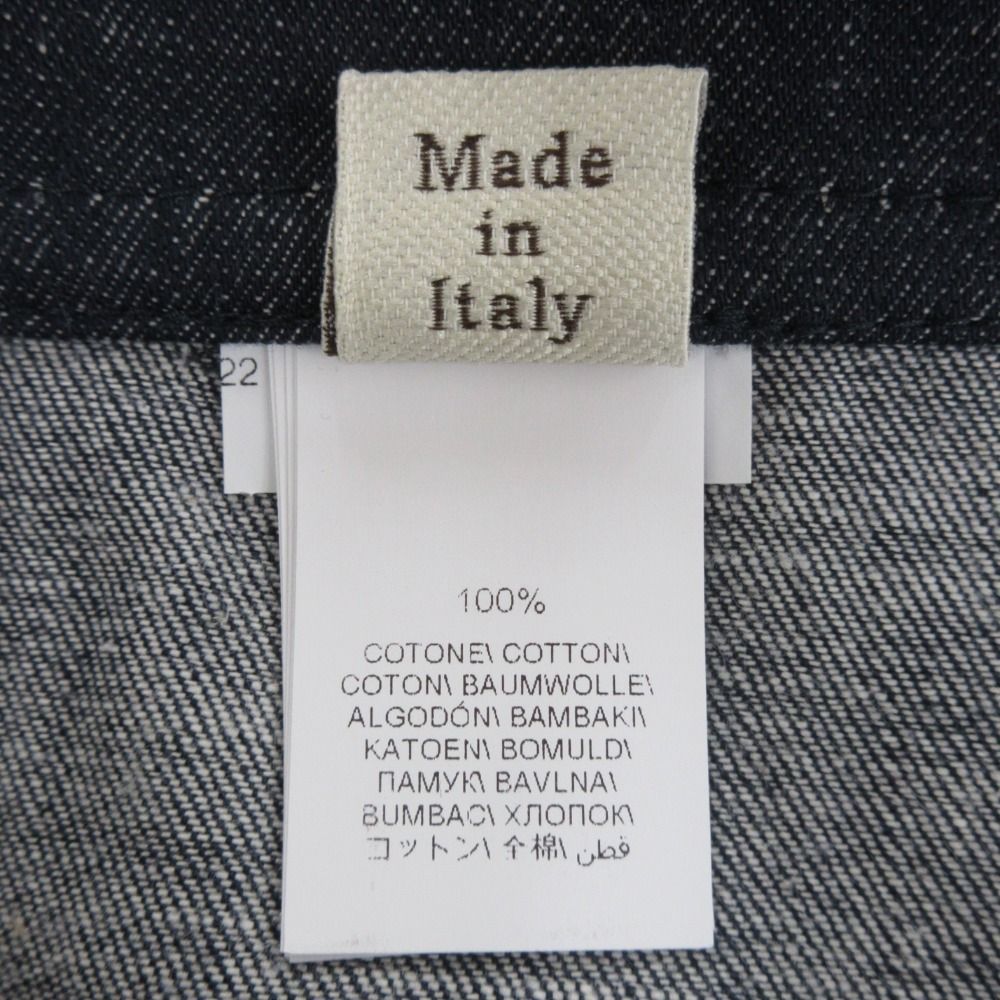 Made
in
Italy
22
100%
COTONE\ COTTON\
COTON\ BAUMWOLLE\
ALGODÓN\ BAMBAKI\
KATOEN\ BOMULD\
ПАМУК\ BAVLNA\
BUMBAC\ ХЛОПОК\
コットン\ 全棉\ قطن